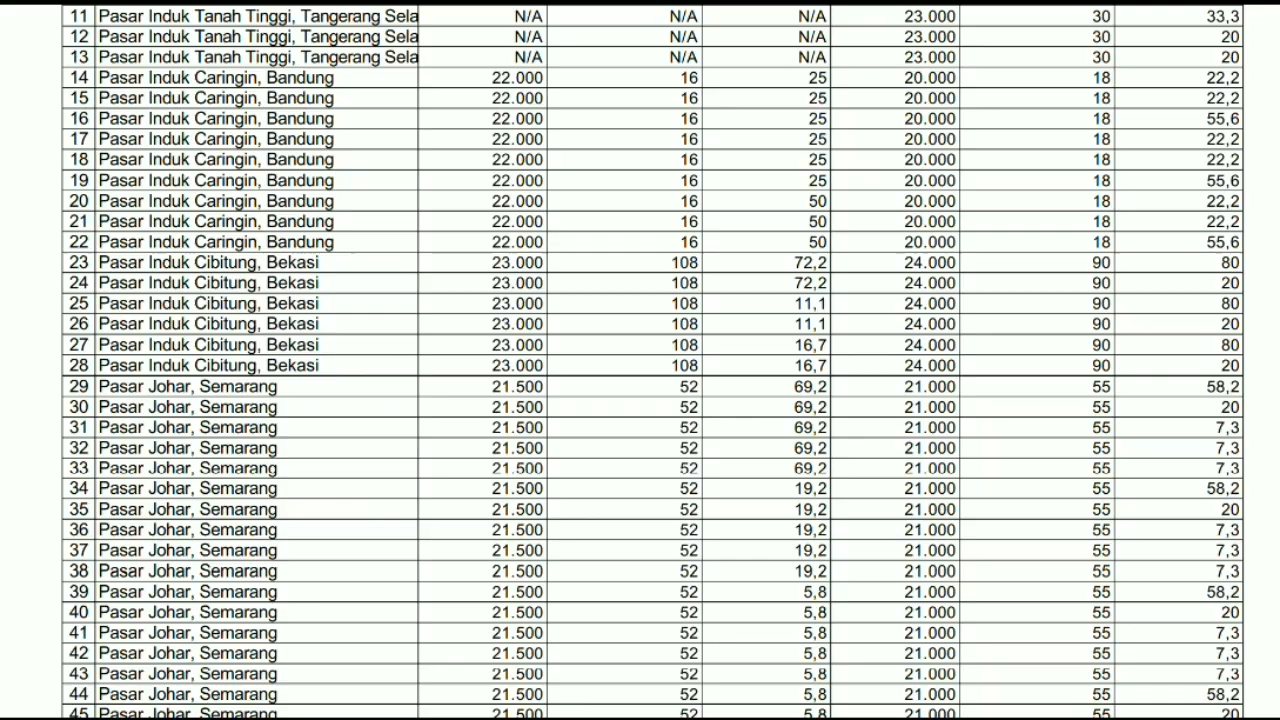 11 Pasar Induk Tanah Tinggi, Tangerang Sela N/A N/A N/A 23.000 30 33,3
12 Pasar Induk Tanah Tinggi, Tangerang Sela N/A N/A N/A 23.000 30 20
13 Pasar Induk Tanah Tinggi, Tangerang Sela N/A N/A N/A 23.000 30 20
14 Pasar Induk Caringin, Bandung 22.000 16 25 20.000 18 22,2
15 Pasar Induk Caringin, Bandung 22.000 16 25 20.000 18 22,2
16 Pasar Induk Caringin, Bandung 22.000 16 25 20.000 18 55,6
17 Pasar Induk Caringin, Bandung 22.000 16 25 20.000 18 22,2
18 Pasar Induk Caringin, Bandung 22.000 16 25 20.000 18 22,2
19 Pasar Induk Caringin, Bandung 22.000 16 25 20.000 18 55,6
20 Pasar Induk Caringin, Bandung 22.000 16 50 20.000 18 22,2
21 Pasar Induk Caringin, Bandung 22.000 16 50 20.000 18 22,2
22 Pasar Induk Caringin, Bandung 22.000 16 50 20.000 18 55,6
23 Pasar Induk Cibitung, Bekasi 23.000 108 72,2 24.000 90 80
24 Pasar Induk Cibitung, Bekasi 23.000 108 72,2 24.000 90 20
25 Pasar Induk Cibitung, Bekasi 23.000 108 11,1 24.000 90 80
26 Pasar Induk Cibitung, Bekasi 23.000 108 11,1 24.000 90 20
27 Pasar Induk Cibitung, Bekasi 23.000 108 16,7 24.000 90 80
28 Pasar Induk Cibitung, Bekasi 23.000 108 16,7 24.000 90 20
29 Pasar Johar, Semarang 21.500 52 69,2 21.000 55 58,2
30 Pasar Johar, Semarang 21.500 52 69,2 21.000 55 20
31 Pasar Johar, Semarang 21.500 52 69,2 21.000 55 7,3
32 Pasar Johar, Semarang 21.500 52 69,2 21.000 55 7,3
33 Pasar Johar, Semarang 21.500 52 69,2 21.000 55 7,3
34 Pasar Johar, Semarang 21.500 52 19,2 21.000 55 58,2
35 Pasar Johar, Semarang 21.500 52 19,2 21.000 55 20
36 Pasar Johar, Semarang 21.500 52 19,2 21.000 55 7,3
37 Pasar Johar, Semarang 21.500 52 19,2 21.000 55 7,3
38 Pasar Johar, Semarang 21.500 52 19,2 21.000 55 7,3
39 Pasar Johar, Semarang 21.500 52 5,8 21.000 55 58,2
40 Pasar Johar, Semarang 21.500 52 5,8 21.000 55 20
41 Pasar Johar, Semarang 21.500 52 5,8 21.000 55 7,3
42 Pasar Johar, Semarang 21.500 52 5,8 21.000 55 7,3
43 Pasar Johar, Semarang 21.500 52 5,8 21.000 55 7,3
44 Pasar Johar, Semarang 21.500 52 5,8 21.000 55 58,2
45 Pasar Johar, Semarang 21.500 52 5,8 21.000 55 20